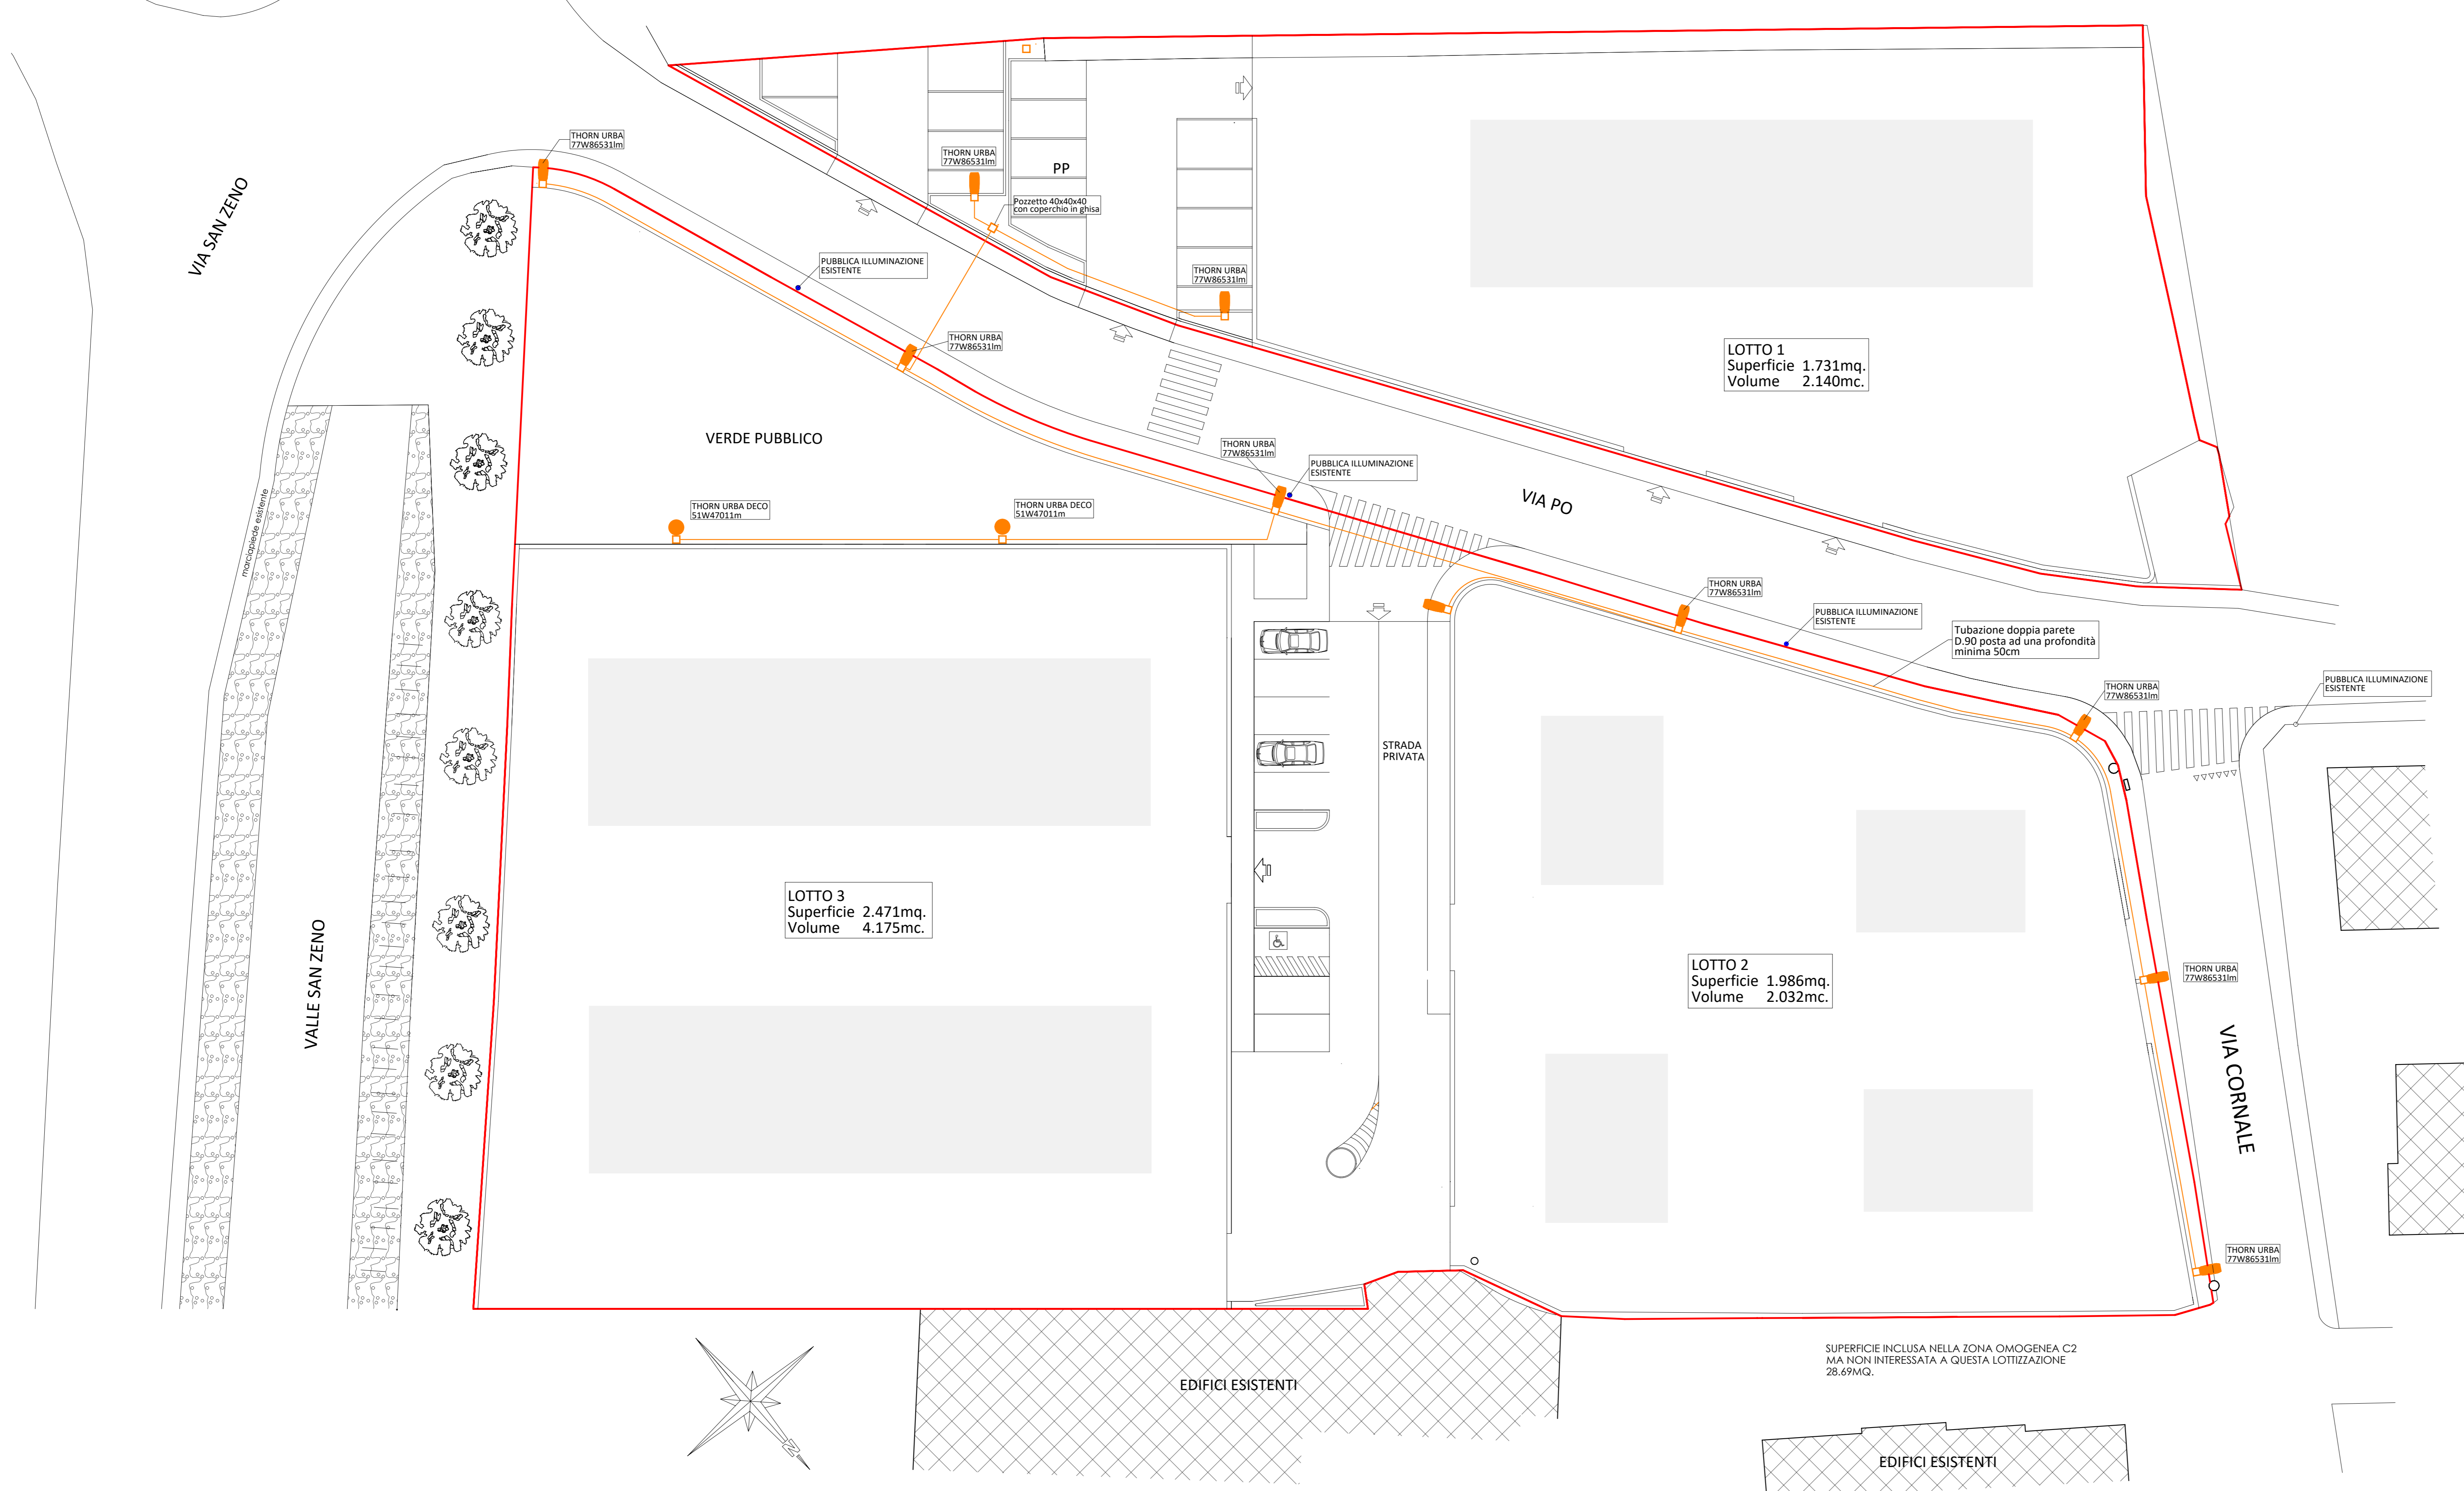 THORN URBA
77W86531lm
THORN URBA
77W86531lm
PP
VIA SAN ZENO
Pozzetto 40x40x40
con coperchio in ghisa
PUBBLICA ILLUMINAZIONE
ESISTENTE
THORN URBA
77W86531lm
THORN URBA
77W86531lm
LOTTO 1
Superficie 1.731mq.
Volume 2.140mc.
VERDE PUBBLICO
THORN URBA
77W86531lm
PUBBLICA ILLUMINAZIONE
ESISTENTE
VIA PO
THORN URBA DECO
51W47011m
THORN URBA DECO
51W47011m
marciapiede esistente
THORN URBA
77W86531lm
PUBBLICA ILLUMINAZIONE
ESISTENTE
Tubazione doppia parete
D.90 posta ad una profondità
minima 50cm
THORN URBA
77W86531lm
PUBBLICA ILLUMINAZIONE
ESISTENTE
STRADA
PRIVATA
LOTTO 3
Superficie 2.471mq.
Volume 4.175mc.
VALLE SAN ZENO
LOTTO 2
Superficie 1.986mq.
Volume 2.032mc.
THORN URBA
77W86531lm
VIA CORNALE
THORN URBA
77W86531lm
SUPERFICIE INCLUSA NELLA ZONA OMOGENEA C2
MA NON INTERESSATA A QUESTA LOTTIZZAZIONE
28.69MQ.
EDIFICI ESISTENTI
N
EDIFICI ESISTENTI